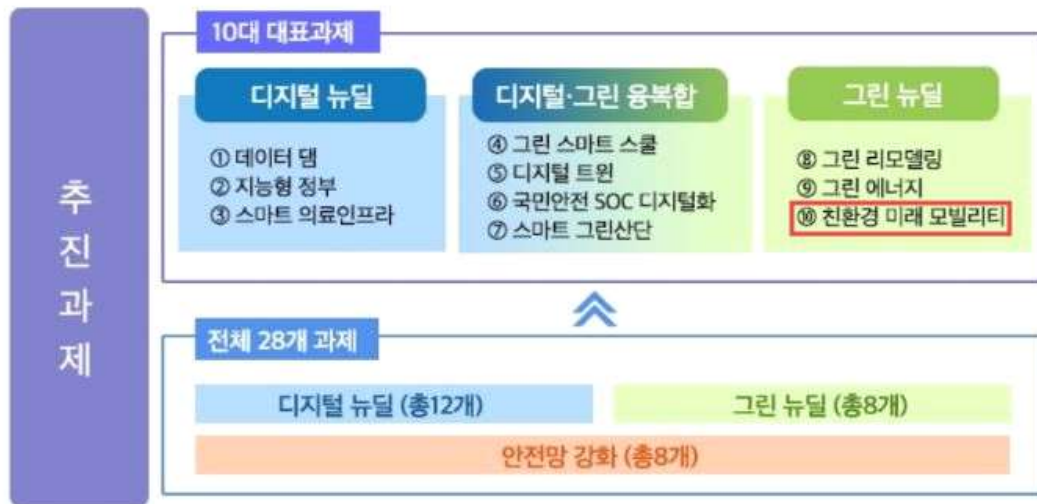 추진과제
10대 대표과제
디지털 뉴딜
① 데이터 댐
② 지능형 정부
③ 스마트 의료인프라
디지털·그린 융복합
④ 그린 스마트 스쿨
⑤ 디지털 트윈
⑥ 국민안전 SOC 디지털화
⑦ 스마트 그린산단
그린 뉴딜
⑧ 그린 리모델링
⑨ 그린 에너지
⑩ 친환경 미래 모빌리티
전체 28개 과제
디지털 뉴딜 (총12개)
그린 뉴딜 (총8개)
안전망 강화 (총8개)